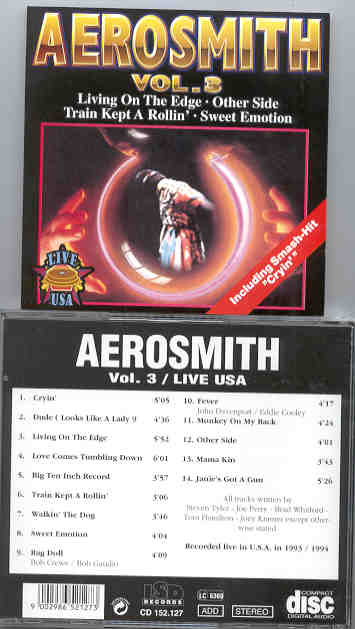 AEROSMITH
VOL.3
Living On The Edge · Other Side
Train Kept A Rollin' · Sweet Emotion
LIVE
USA
Including Smash-Hit
"Cryin'"
AEROSMITH
Vol. 3 / LIVE USA
1. Cryin' 5'05
2. Dude ( Looks Like A Lady 9 4'36
3. Living On The Edge 5'52
4. Love Comes Tumbling Down 6'01
5. Big Ten Inch Record 3'57
6. Train Kept A Rollin' 3'06
7. Walkin' The Dog 3'46
8. Sweet Emotion 4'04
9. Rag Doll 4'09
Bob Crews / Bob Gaudio
10. Fever 4'17
John Davenport / Eddie Cooley
11. Monkey On My Back 4'24
12. Other Side 4'01
13. Mama Kin 3'43
14. Janie's Got A Gun 5'26
All tracks written by
Steven Tyler - Joe Perry - Brad Whitford -
Tom Hamilton - Joey Kramer except other-
wise stated
Recorded live in U.S.A. in 1993 / 1994
9 002986 521273
LSD
RECORDS
CD 152.127
LC 6360
ADD
STEREO
COMPACT
disc
DIGITAL AUDIO